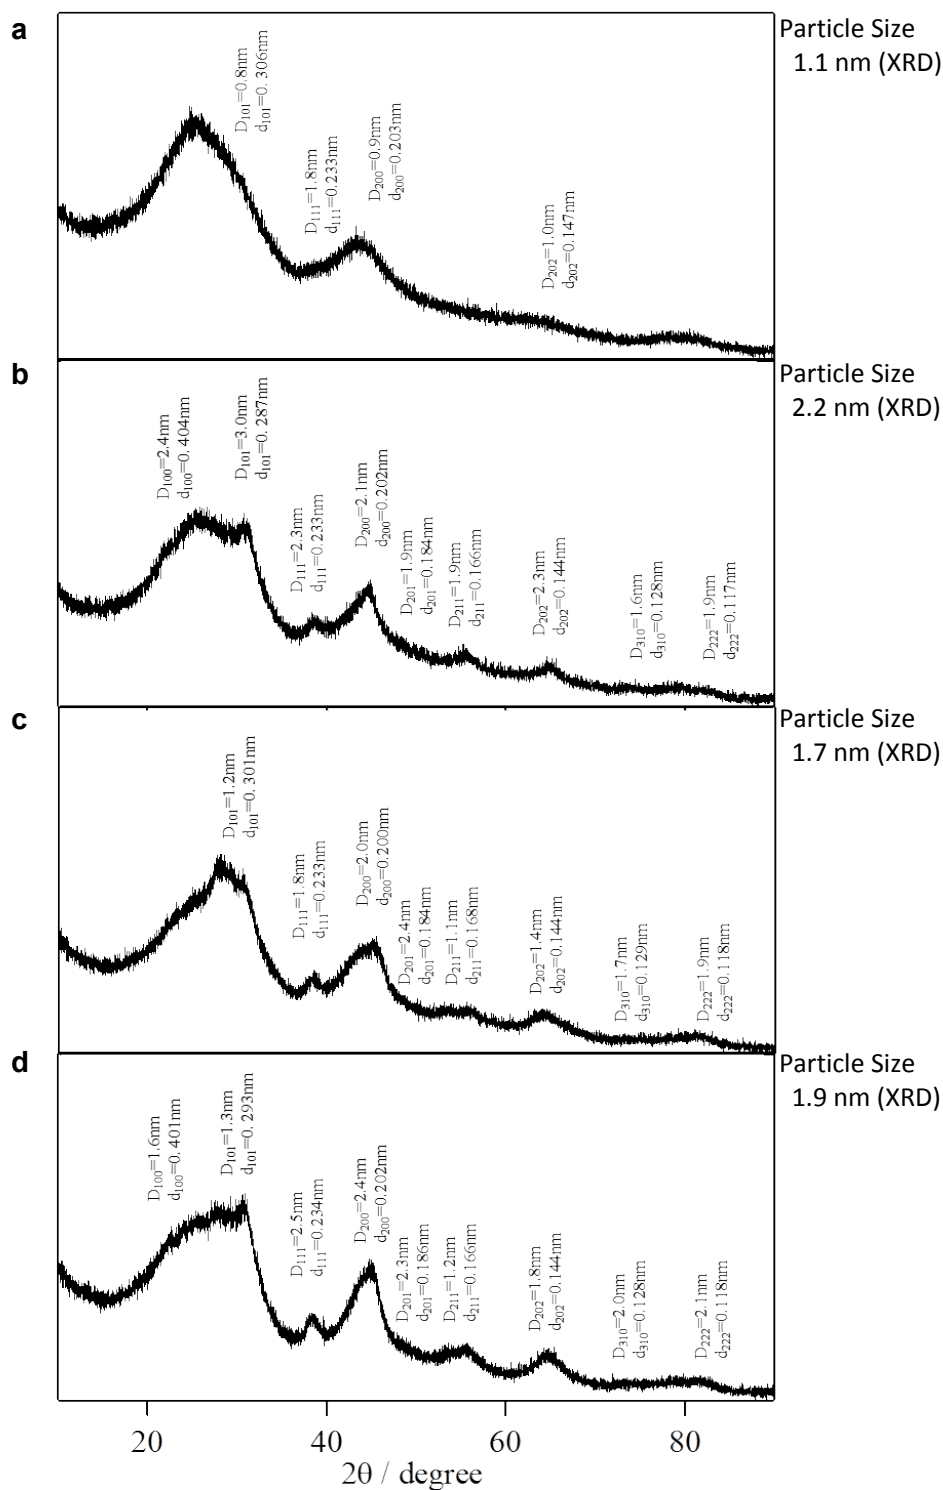 a
Particle Size
1.1 nm (XRD)
D101=0.8nm
d101=0.306nm
D111=1.8nm
d111=0.233nm
D200=0.9nm
d200=0.203nm
D202=1.0nm
d202=0.147nm
b
Particle Size
2.2 nm (XRD)
D100=2.4nm
d100=0.404nm
D101=3.0nm
d101=0.287nm
D111=2.3nm
d111=0.233nm
D200=2.1nm
d200=0.202nm
D201=1.9nm
d201=0.184nm
D211=1.9nm
d211=0.166nm
D202=2.3nm
d202=0.144nm
D310=1.6nm
d310=0.128nm
D222=1.9nm
d222=0.117nm
c
Particle Size
1.7 nm (XRD)
D101=1.2nm
d101=0.301nm
D111=1.8nm
d111=0.233nm
D200=2.0nm
d200=0.200nm
D201=2.4nm
d201=0.184nm
D211=1.1nm
d211=0.168nm
D202=1.4nm
d202=0.144nm
D310=1.7nm
d310=0.129nm
D222=1.9nm
d222=0.118nm
d
Particle Size
1.9 nm (XRD)
D100=1.6nm
d100=0.401nm
D101=1.3nm
d101=0.293nm
D111=2.5nm
d111=0.234nm
D200=2.4nm
d200=0.202nm
D201=2.3nm
d201=0.186nm
D211=1.2nm
d211=0.166nm
D202=1.8nm
d202=0.144nm
D310=2.0nm
d310=0.128nm
D222=2.1nm
d222=0.118nm
20 40 60 80
2θ / degree